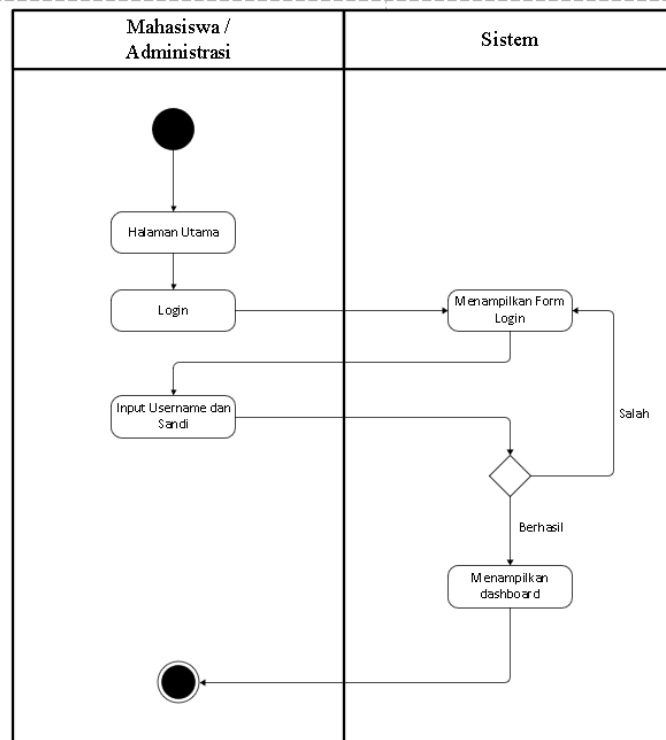 Mahasiswa /
Administrasi
Sistem
Halaman Utama
Login
Menampilkan Form
Login
Input Username dan
Sandi
Salah
Berhasil
Menampilkan
dashboard